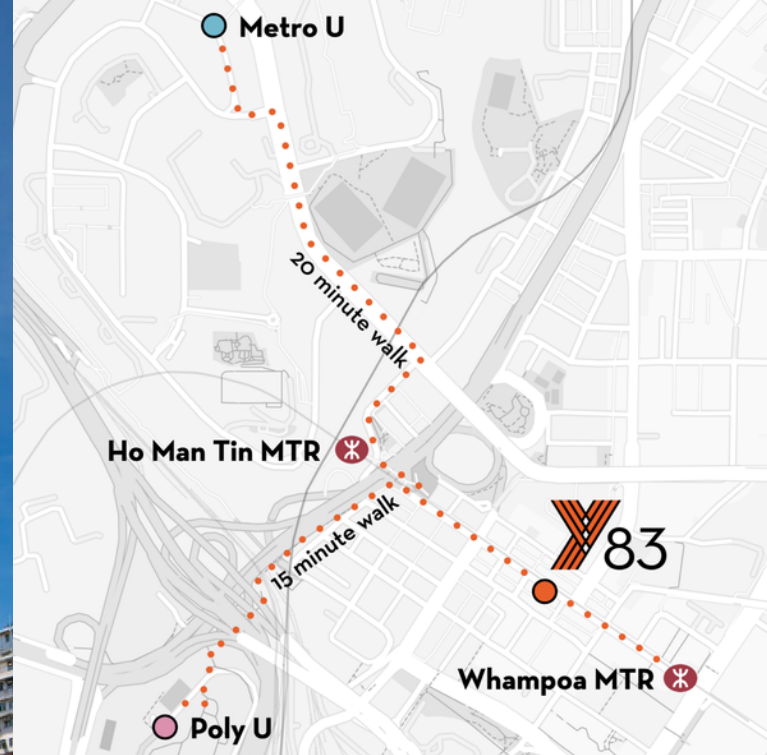 Metro U
20 minute walk
Ho Man Tin MTR
15 minute walk
Y83
Whampoa MTR
Poly U